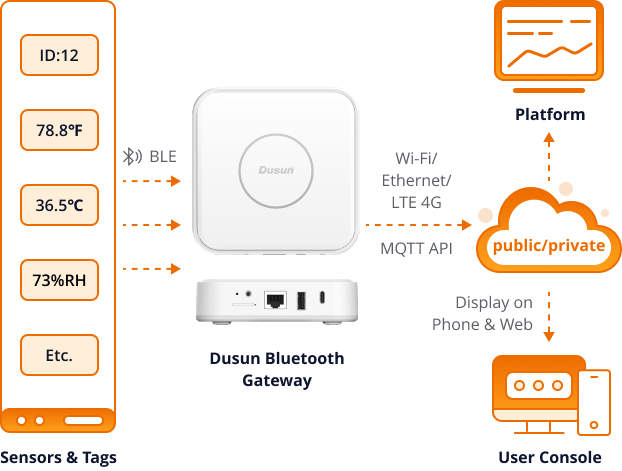 ID:12
78.8℉
36.5℃
73%RH
Etc.
Sensors & Tags
BLE
Dusun
Dusun Bluetooth
Gateway
Wi-Fi/
Ethernet/
LTE 4G
MQTT API
Platform
public/private
Display on
Phone & Web
User Console